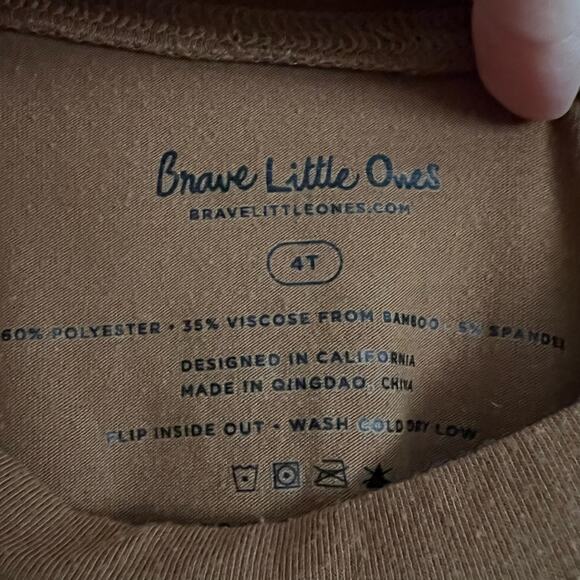 Brave Little Ones
BRAVELITTLEONES.COM
4T
60% POLYESTER • 35% VISCOSE FROM BAMBOO • 5% SPANDEX
DESIGNED IN CALIFORNIA
MADE IN QINGDAO, CHINA
FLIP INSIDE OUT • WASH COLD DRY LOW